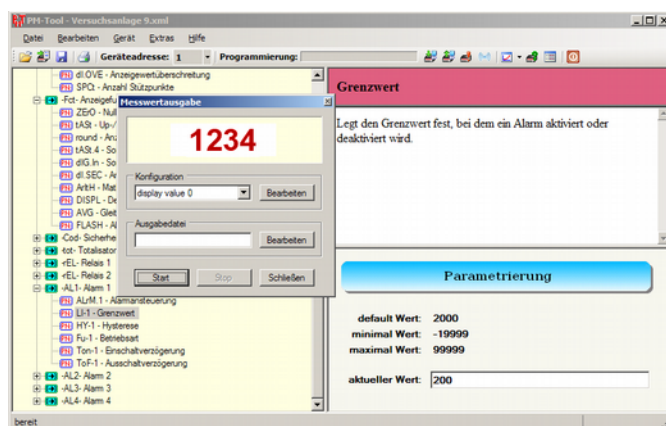 PM-Tool - Versuchsanlage 9.xml
Datei Bearbeiten Gerät Extras Hilfe
Geräteadresse: 1 Programmierung:
dI.OVE - Anzeigewertüberschreitung
SPCt - Anzahl Stützpunkte
-Fct- Anzeigefu
ZErO - Null
tASt - Up-/
round - Anz
tASt.4 - So
dIG.In - So
dI.SEC - Ar
AritH - Mat
DISPL - De
AVG - Gleit
FLASH - A
-Cod- Sicherhe
-tot- Totalisator
-rEL- Relais 1
-rEL- Relais 2
-AL1- Alarm 1
ALrM.1 - Alarmansteuerung
LI-1 - Grenzwert
HY-1 - Hysterese
Fu-1 - Betriebsart
Ton-1 - Einschaltverzögerung
ToF-1 - Ausschaltverzögerung
-AL2- Alarm 2
-AL3- Alarm 3
-AL4- Alarm 4
Messwertausgabe
1234
Konfiguration
display value 0 Bearbeiten
Ausgabedatei
Bearbeiten
Start Stop Schließen
Grenzwert
Legt den Grenzwert fest, bei dem ein Alarm aktiviert oder
deaktiviert wird.
Parametrierung
default Wert: 2000
minimal Wert: -19999
maximal Wert: 99999
aktueller Wert: 200
bereit